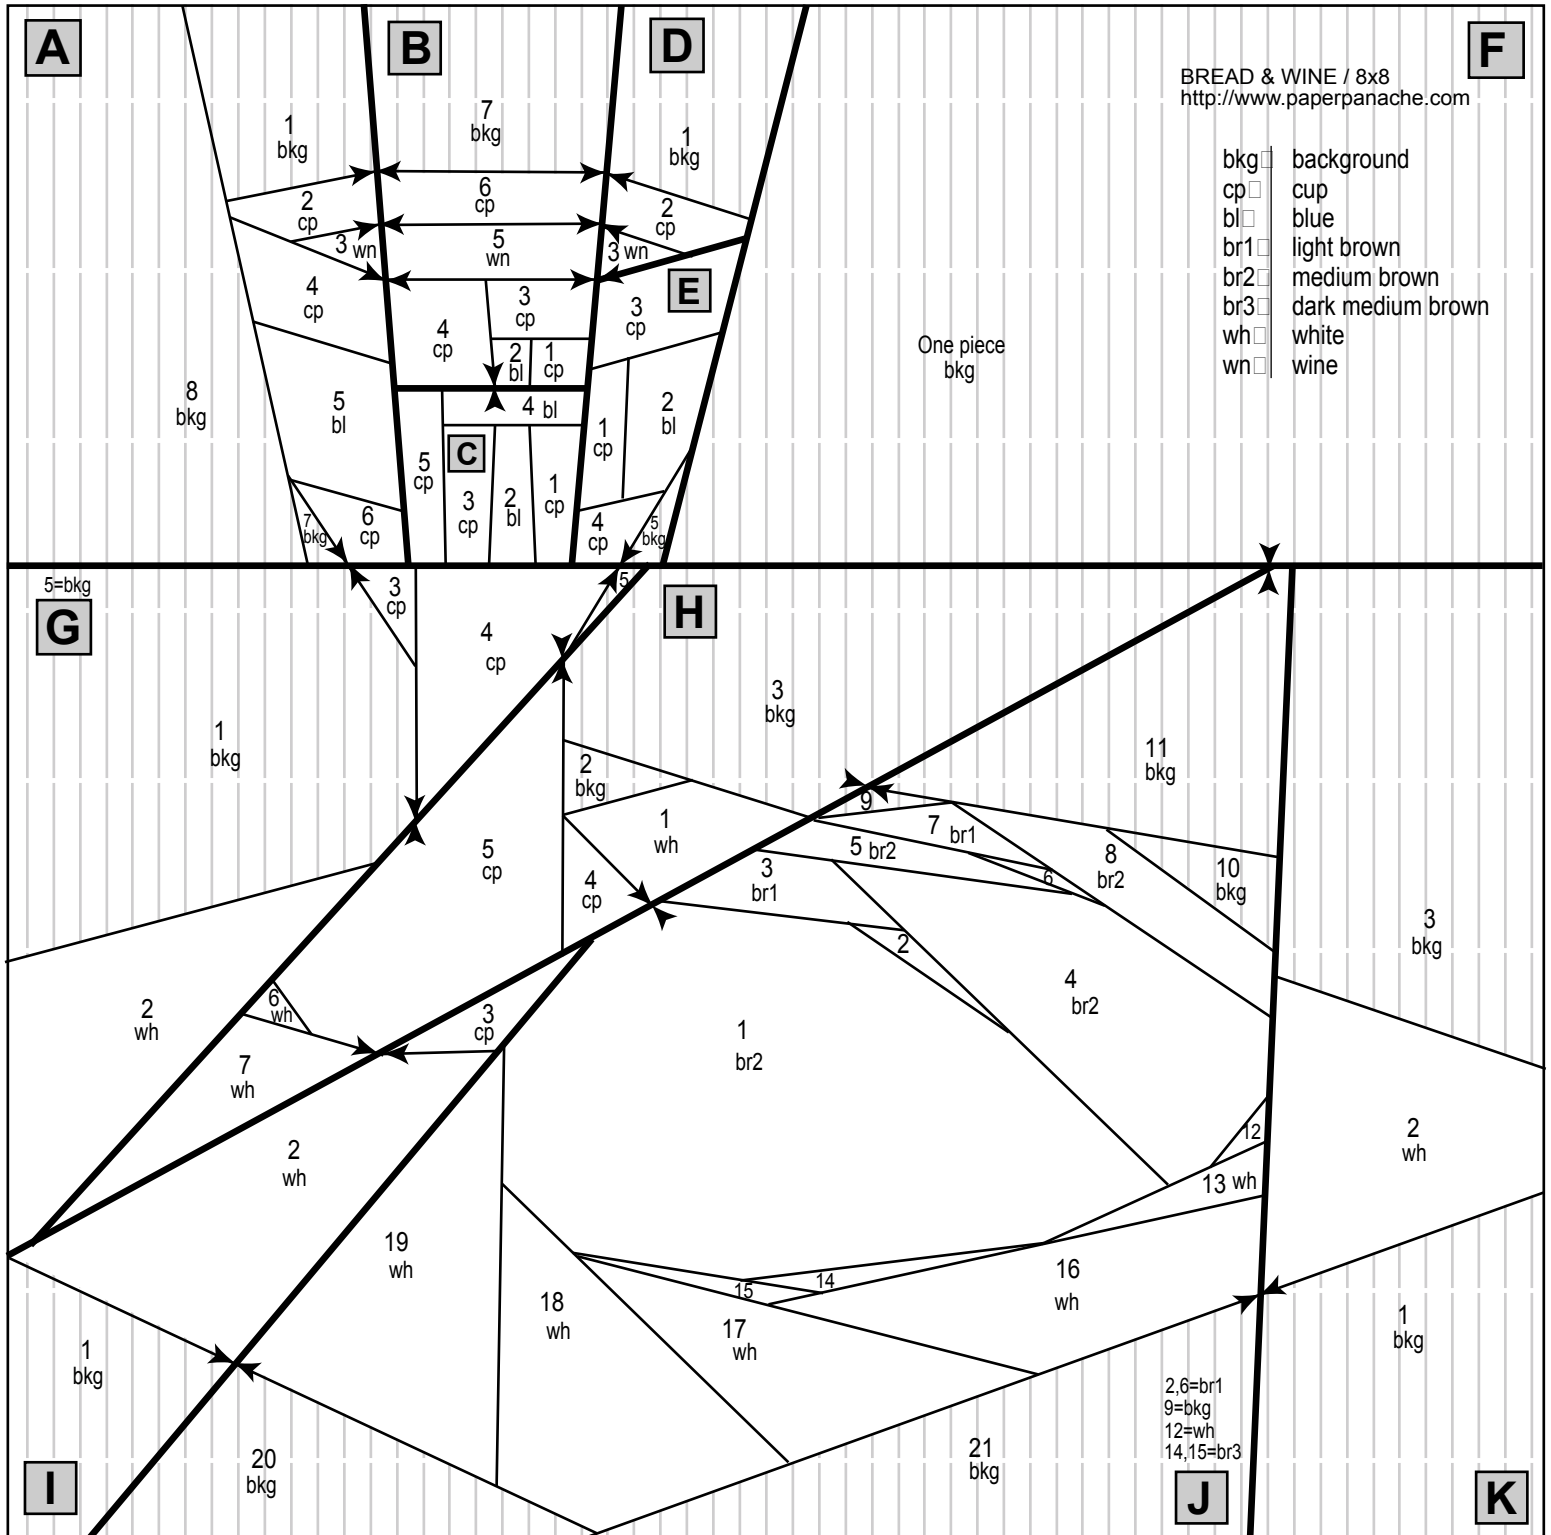 A
B
D
F
BREAD & WINE / 8x8
http://www.paperpanache.com
bkg background
cp cup
bl blue
br1 light brown
br2 medium brown
br3 dark medium brown
wh white
wn wine
1
bkg
7
bkg
1
bkg
2
cp
6
cp
2
cp
3 wn
5
wn
3 wn
E
4
cp
3
cp
3
cp
4
cp
2
bl
1
cp
One piece
bkg
8
bkg
5
bl
4 bl
C
5
cp
3
cp
2
bl
1
cp
1
cp
2
bl
7
bkg
6
cp
4
cp
5
bkg
5=bkg
G
3
cp
5
H
4
cp
1
bkg
3
bkg
11
bkg
2
bkg
9
1
wh
7 br1
5 br2
8
br2
10
bkg
6
5
cp
4
cp
3
br1
3
bkg
2
2
wh
6
wh
3
cp
4
br2
1
br2
7
wh
2
wh
12
13 wh
2
wh
19
wh
14
15
16
wh
18
wh
17
wh
1
bkg
1
bkg
2,6=br1
9=bkg
12=wh
14,15=br3
20
bkg
21
bkg
I
J
K